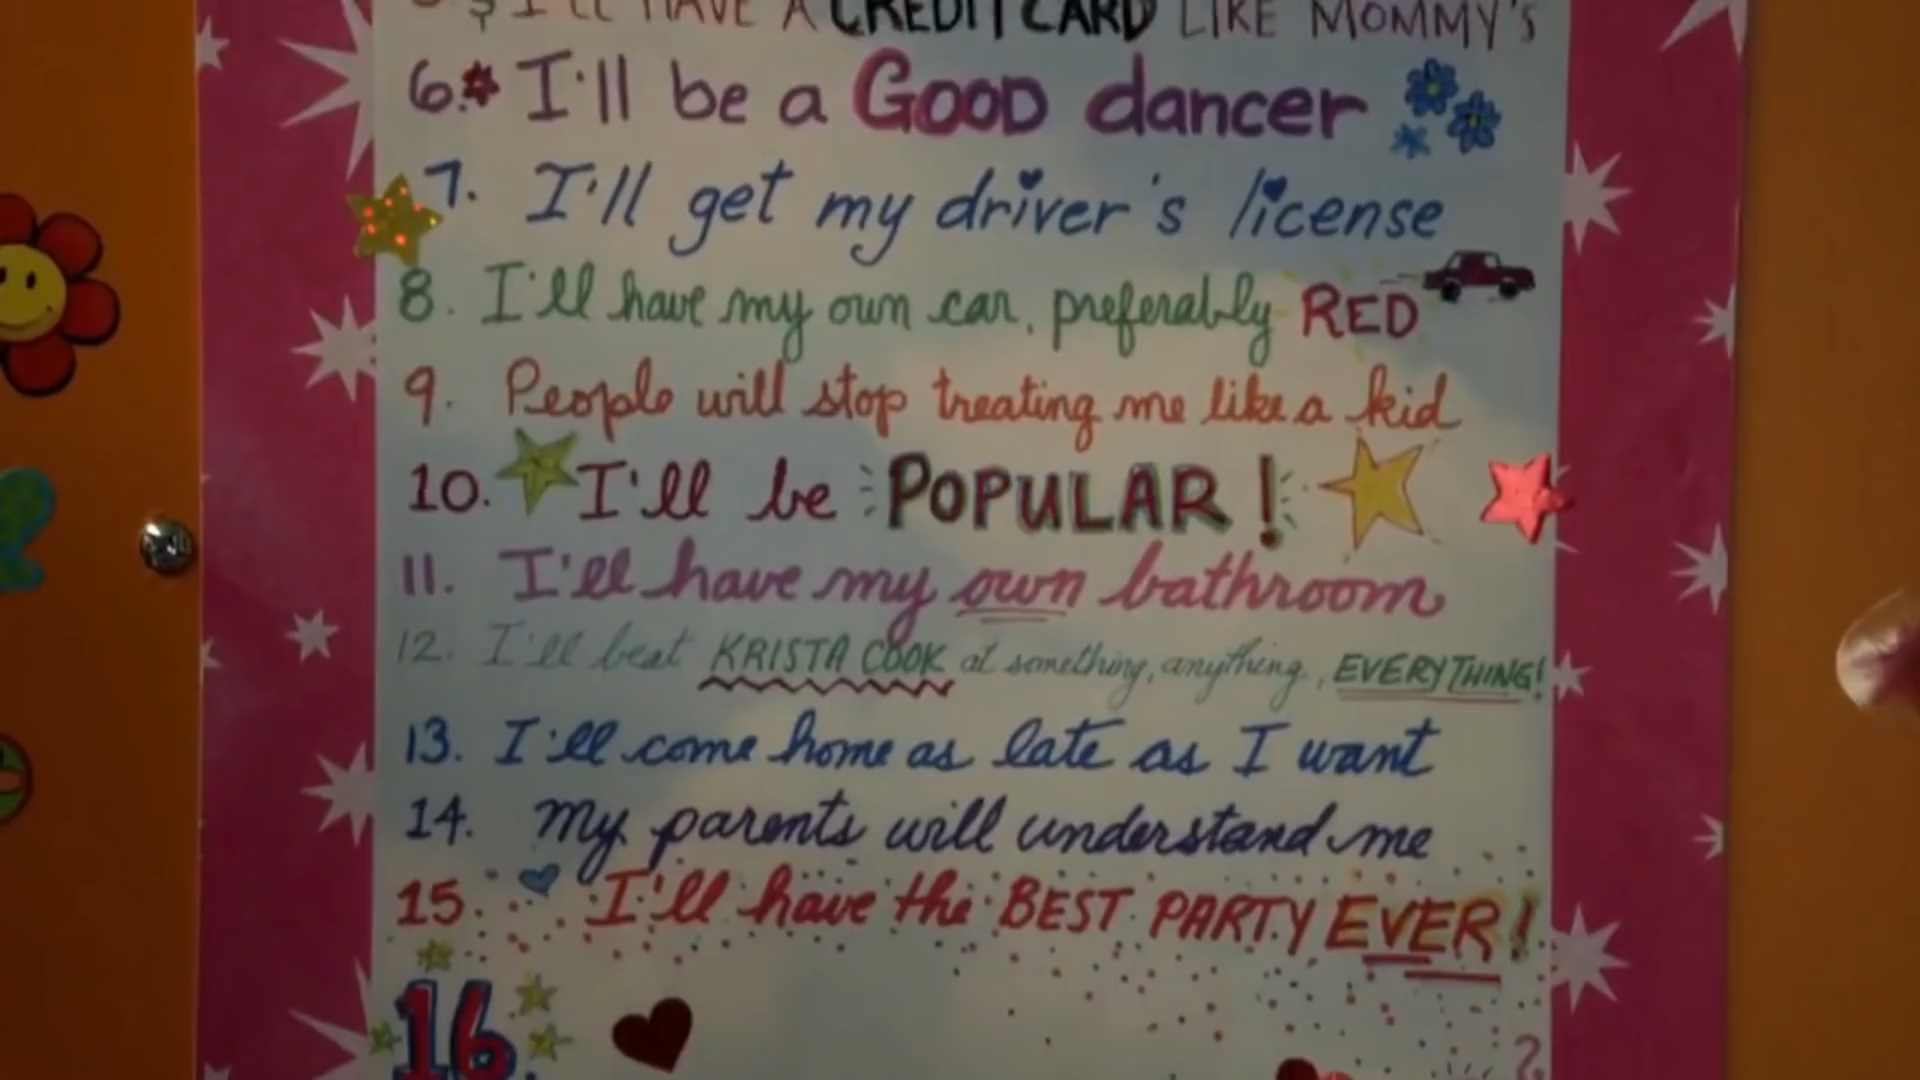 5. $ I'LL HAVE A CREDIT CARD LIKE MOMMY'S
6. I'll be a GOOD dancer
7. I'll get my driver's license
8. I'll have my own car, preferably RED
9. People will stop treating me like a kid
10. I'll be POPULAR!
11. I'll have my own bathroom
12. I'll beat KRISTA COOK at something, anything, EVERYTHING!
13. I'll come home as late as I want
14. My parents will understand me
15. I'll have the BEST PARTY EVER!
16.